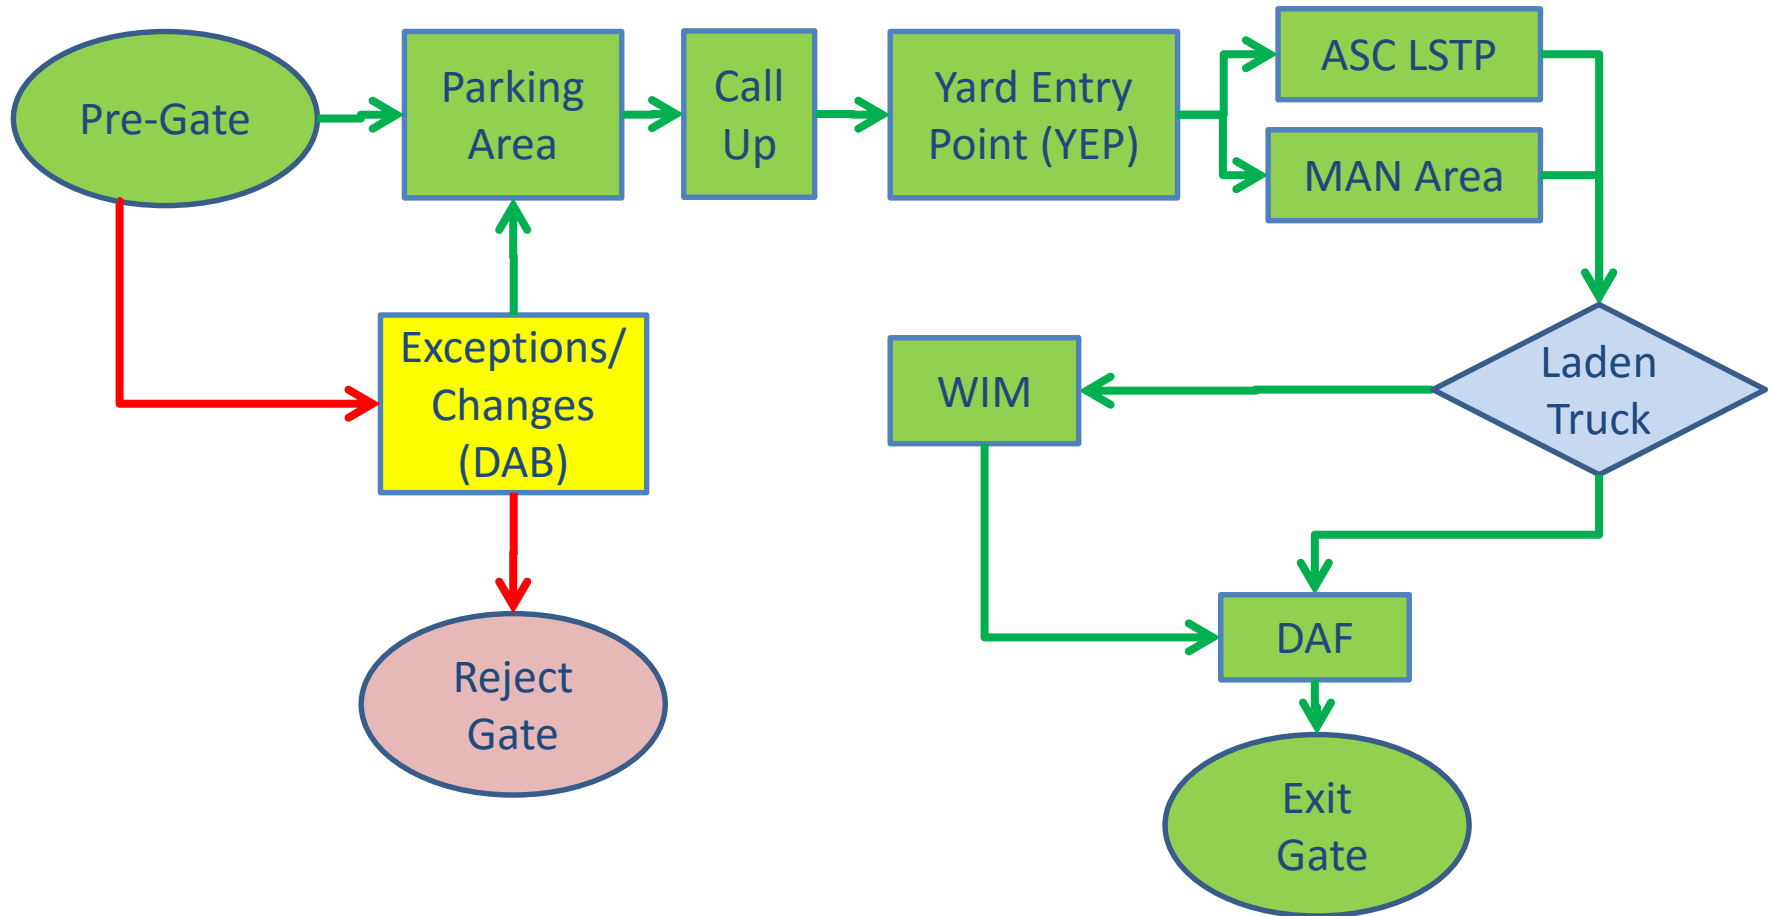 Pre-Gate
Parking
Area
Call
Up
Yard Entry
Point (YEP)
ASC LSTP
MAN Area
Exceptions/
Changes
(DAB)
WIM
Laden
Truck
DAF
Reject
Gate
Exit
Gate